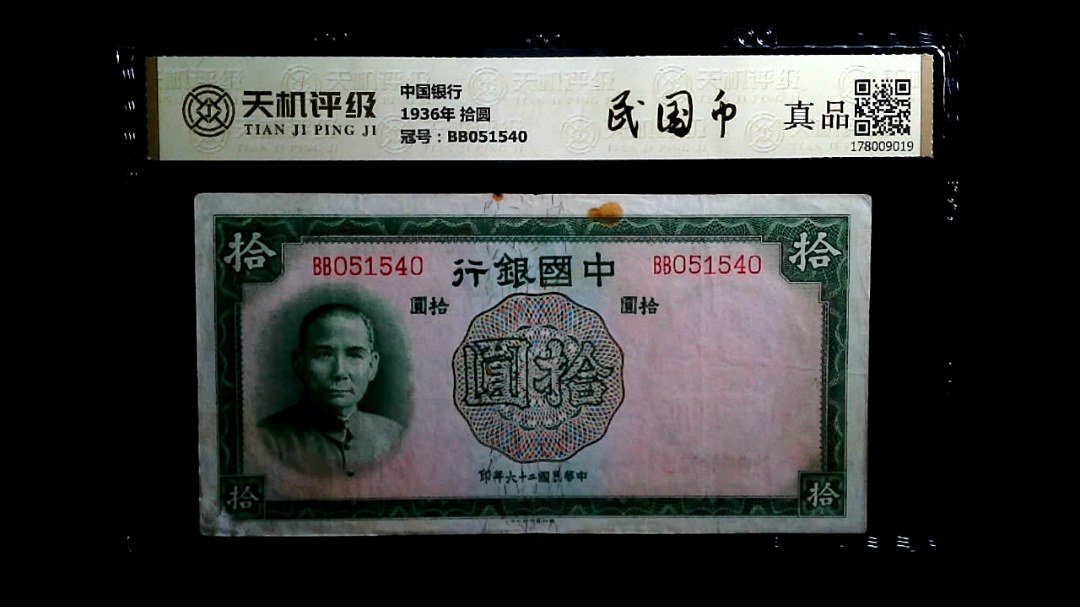 天机评级
TIAN JI PING JI
中国银行
1936年 拾圆
冠号：BB051540
民国币
真品
178009019
拾
拾
BB051540
行銀國中
BB051540
圓拾
拾圓
圓拾
印年六十二國民華中
拾
拾